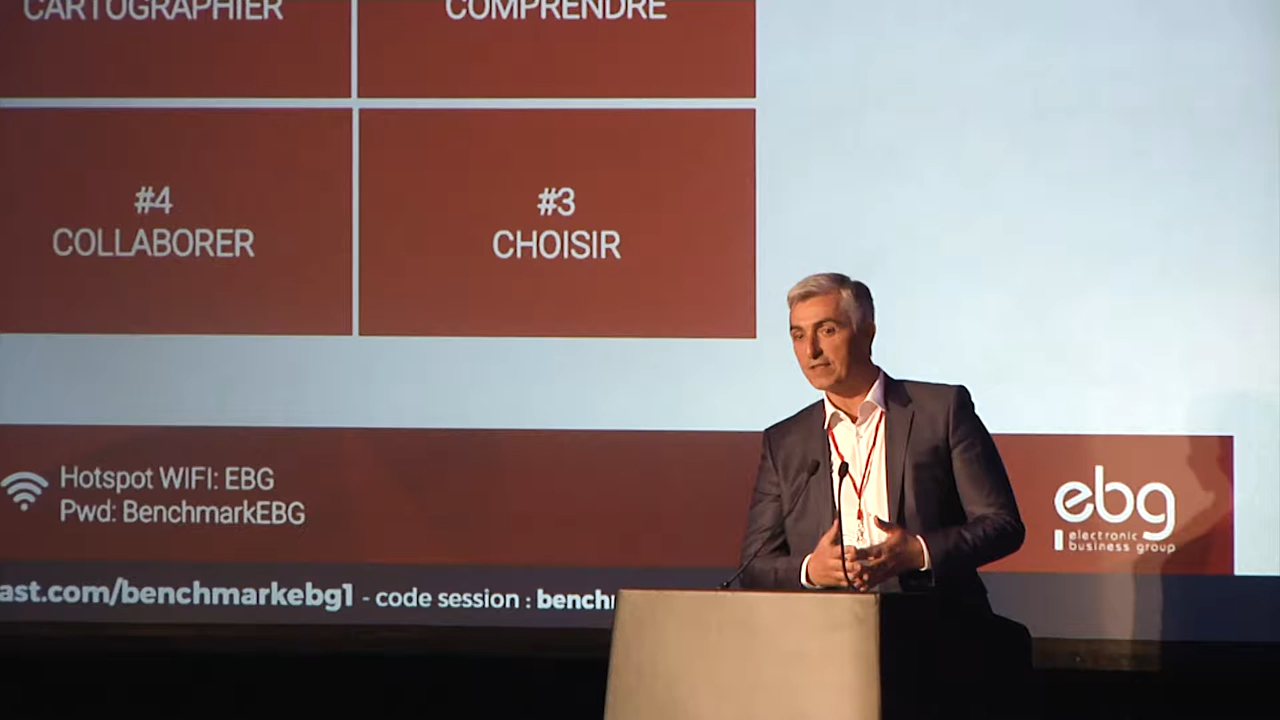 CARTOGRAPHIER
COMPRENDRE
#4
COLLABORER
#3
CHOISIR
Hotspot WIFI: EBG
Pwd: BenchmarkEBG
ebg
electronic
business group
ast.com/benchmarkebg1 - code session : bench